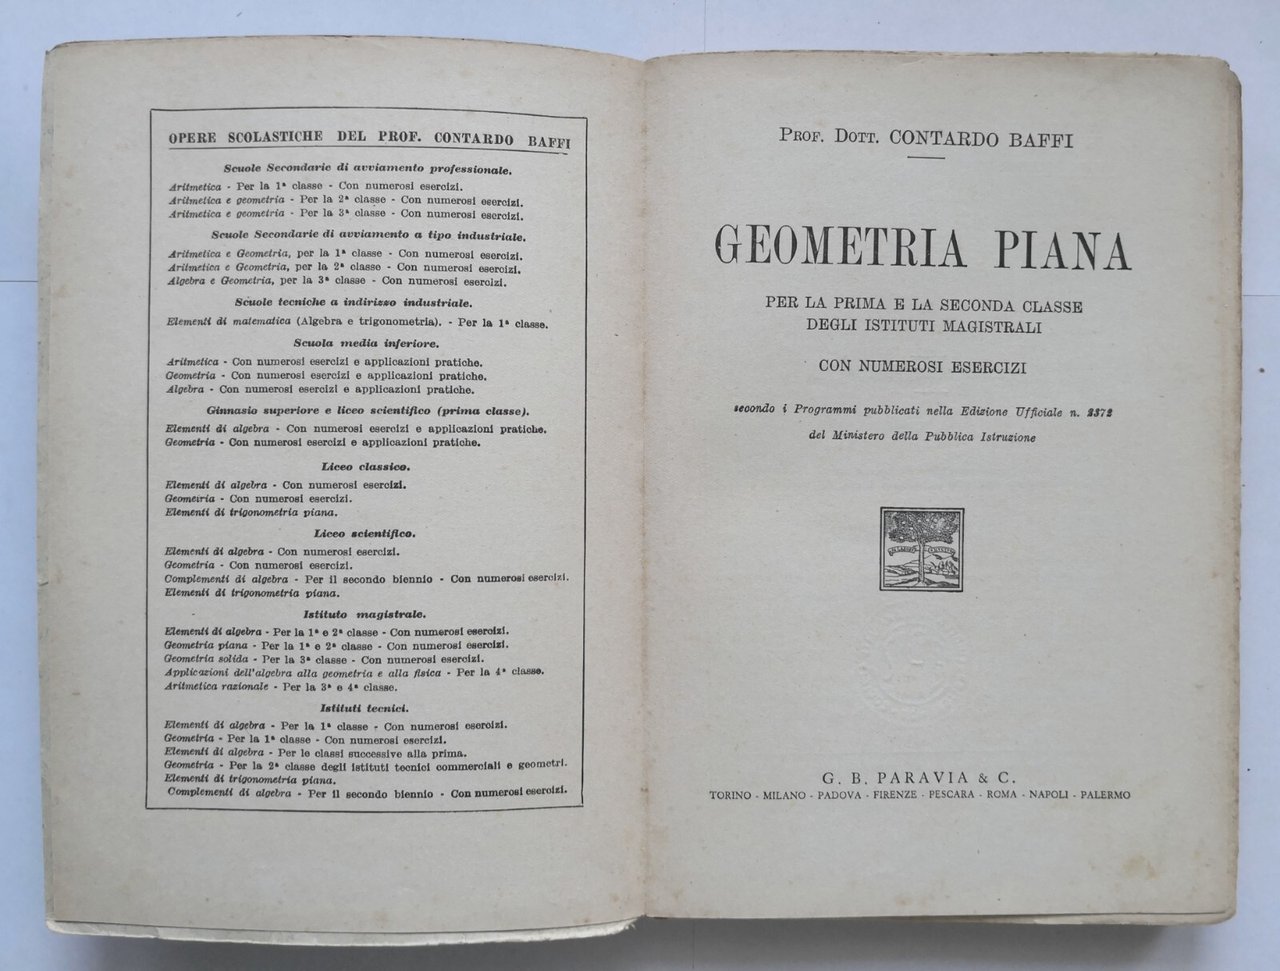 OPERE SCOLASTICHE DEL PROF. CONTARDO BAFFI
Scuole Secondarie di avviamento professionale.
Aritmetica - Per la 1ª classe - Con numerosi esercizi.
Aritmetica e geometria - Per la 2ª classe - Con numerosi esercizi.
Aritmetica e geometria - Per la 3ª classe - Con numerosi esercizi.
Scuole Secondarie di avviamento a tipo industriale.
Aritmetica e Geometria, per la 1ª classe - Con numerosi esercizi.
Aritmetica e Geometria, per la 2ª classe - Con numerosi esercizi.
Algebra e Geometria, per la 3ª classe - Con numerosi esercizi.
Scuole tecniche a indirizzo industriale.
Elementi di matematica (Algebra e trigonometria). - Per la 1ª classe.
Scuola media inferiore.
Aritmetica - Con numerosi esercizi e applicazioni pratiche.
Geometria - Con numerosi esercizi e applicazioni pratiche.
Algebra - Con numerosi esercizi e applicazioni pratiche.
Ginnasio superiore e liceo scientifico (prima classe).
Elementi di algebra - Con numerosi esercizi e applicazioni pratiche.
Geometria - Con numerosi esercizi e applicazioni pratiche.
Liceo classico.
Elementi di algebra - Con numerosi esercizi.
Geometria - Con numerosi esercizi.
Elementi di trigonometria piana.
Liceo scientifico.
Elementi di algebra - Con numerosi esercizi.
Geometria - Con numerosi esercizi.
Complementi di algebra - Per il secondo biennio - Con numerosi esercizi.
Elementi di trigonometria piana.
Istituto magistrale.
Elementi di algebra - Per la 1ª e 2ª classe - Con numerosi esercizi.
Geometria piana - Per la 1ª e 2ª classe - Con numerosi esercizi.
Geometria solida - Per la 3ª classe - Con numerosi esercizi.
Applicazioni dell'algebra alla geometria e alla fisica - Per la 4ª classe.
Aritmetica razionale - Per la 3ª e 4ª classe.
Istituti tecnici.
Elementi di algebra - Per la 1ª classe - Con numerosi esercizi.
Geometria - Per la 1ª classe - Con numerosi esercizi.
Elementi di algebra - Per le classi successive alla prima.
Geometria - Per la 2ª classe degli istituti tecnici commerciali e geometri.
Elementi di trigonometria piana.
Complementi di algebra - Per il secondo biennio - Con numerosi esercizi.
PROF. DOTT. CONTARDO BAFFI
GEOMETRIA PIANA
PER LA PRIMA E LA SECONDA CLASSE
DEGLI ISTITUTI MAGISTRALI
CON NUMEROSI ESERCIZI
secondo i Programmi pubblicati nella Edizione Ufficiale n. 2372
del Ministero della Pubblica Istruzione
G. B. PARAVIA & C.
TORINO - MILANO - PADOVA - FIRENZE - PESCARA - ROMA - NAPOLI - PALERMO